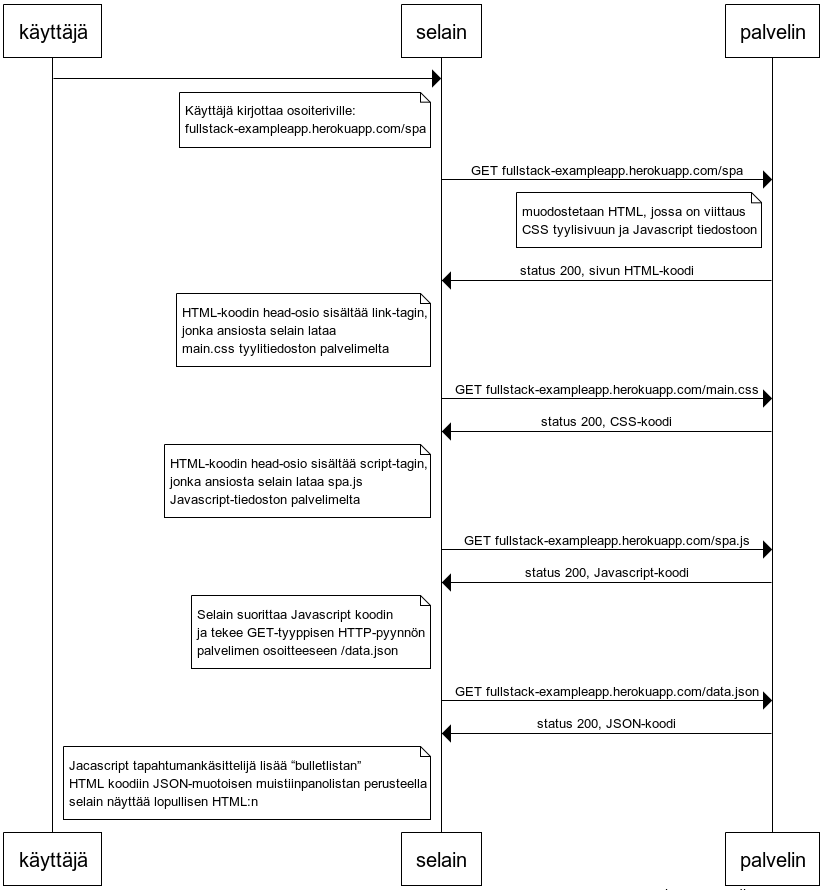 käyttäjä
selain
palvelin
Käyttäjä kirjottaa osoiteriville:
fullstack-exampleapp.herokuapp.com/spa
GET fullstack-exampleapp.herokuapp.com/spa
muodostetaan HTML, jossa on viittaus
CSS tyylisivuun ja Javascript tiedostoon
status 200, sivun HTML-koodi
HTML-koodin head-osio sisältää link-tagin,
jonka ansiosta selain lataa
main.css tyylitiedoston palvelimelta
GET fullstack-exampleapp.herokuapp.com/main.css
status 200, CSS-koodi
HTML-koodin head-osio sisältää script-tagin,
jonka ansiosta selain lataa spa.js
Javascript-tiedoston palvelimelta
GET fullstack-exampleapp.herokuapp.com/spa.js
status 200, Javascript-koodi
Selain suorittaa Javascript koodin
ja tekee GET-tyyppisen HTTP-pyynnön
palvelimen osoitteeseen /data.json
GET fullstack-exampleapp.herokuapp.com/data.json
status 200, JSON-koodi
Jacascript tapahtumankäsittelijä lisää “bulletlistan”
HTML koodiin JSON-muotoisen muistiinpanolistan perusteella
selain näyttää lopullisen HTML:n
käyttäjä
selain
palvelin